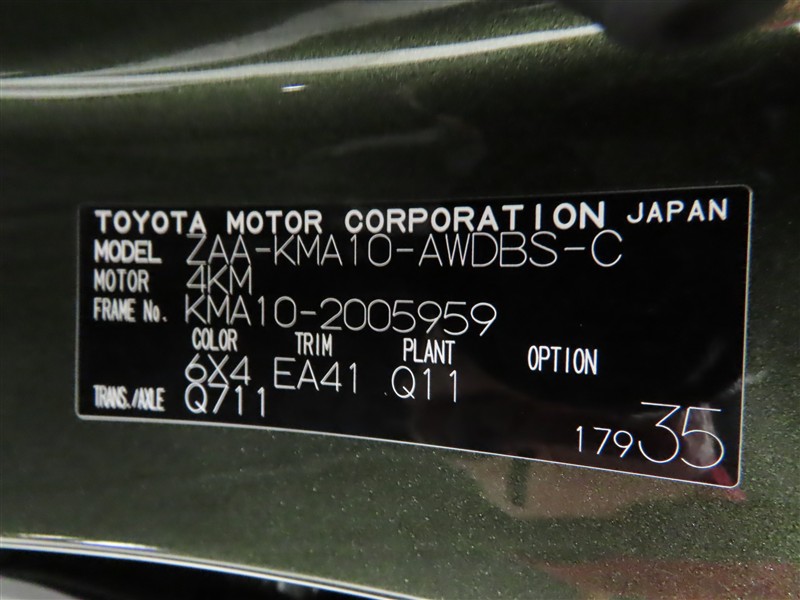 TOYOTA MOTOR CORPORATION JAPAN
MODEL ZAA-KMA10-AWDBS-C
MOTOR 4KM
FRAME No. KMA10-2005959
COLOR TRIM PLANT OPTION
6X4 EA41 Q11
TRANS./AXLE Q711
17935